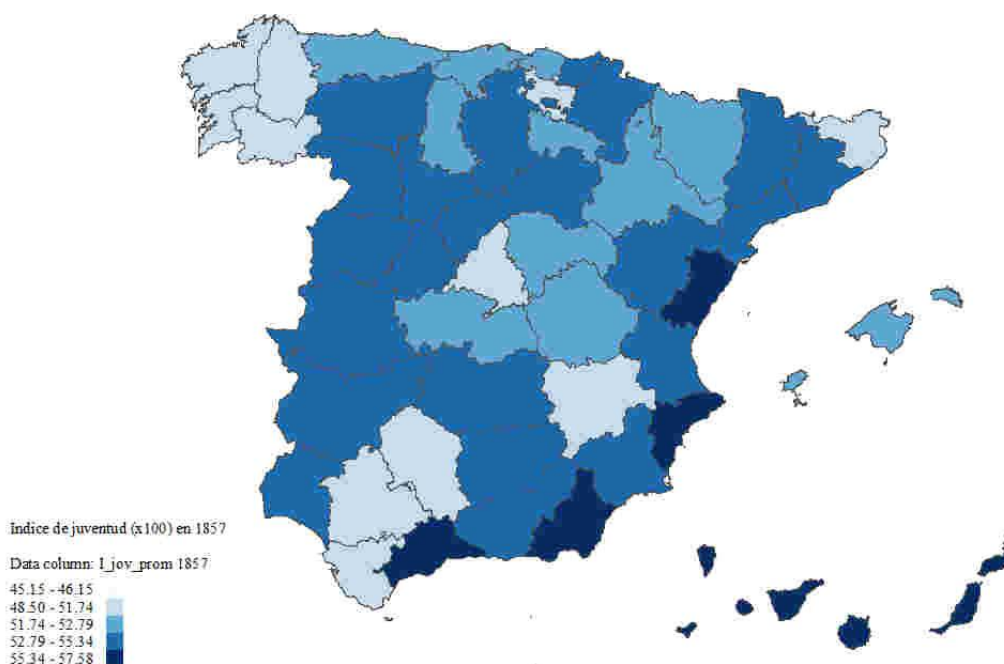 Indice de juventud (x100) en 1857
Data column: I_jov_prom 1857
45.15 - 46.15
48.50 - 51.74
51.74 - 52.79
52.79 - 55.34
55.34 - 57.58